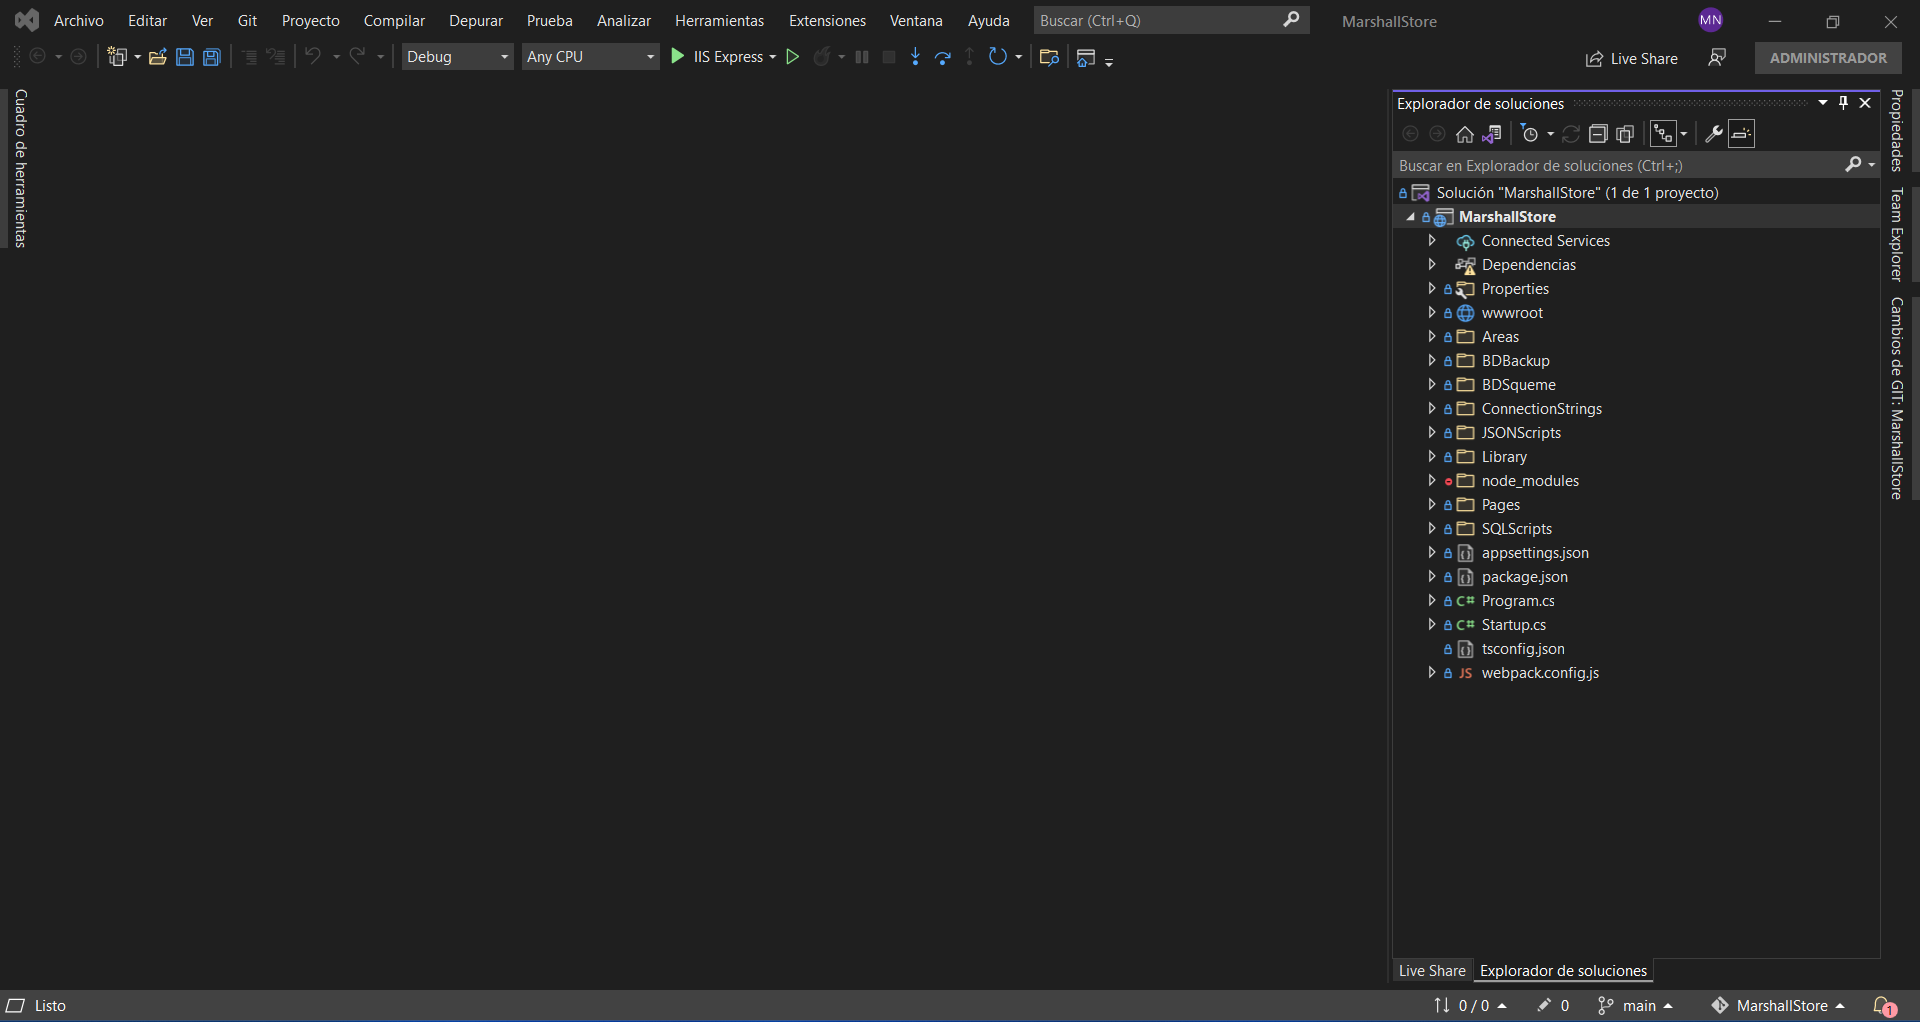 Archivo Editar Ver Git Proyecto Compilar Depurar Prueba Analizar Herramientas Extensiones Ventana Ayuda Buscar (Ctrl+Q) MarshallStore MN
Debug Any CPU IIS Express Live Share ADMINISTRADOR
Cuadro de herramientas
Explorador de soluciones
Buscar en Explorador de soluciones (Ctrl+;)
Solución "MarshallStore" (1 de 1 proyecto)
MarshallStore
Connected Services
Dependencias
Properties
wwwroot
Areas
BDBackup
BDSqueme
ConnectionStrings
JSONScripts
Library
node_modules
Pages
SQLScripts
appsettings.json
package.json
C# Program.cs
C# Startup.cs
tsconfig.json
JS webpack.config.js
Live Share Explorador de soluciones
Propiedades
Team Explorer
Cambios de GIT: MarshallStore
Listo 0 / 0 0 main MarshallStore 1